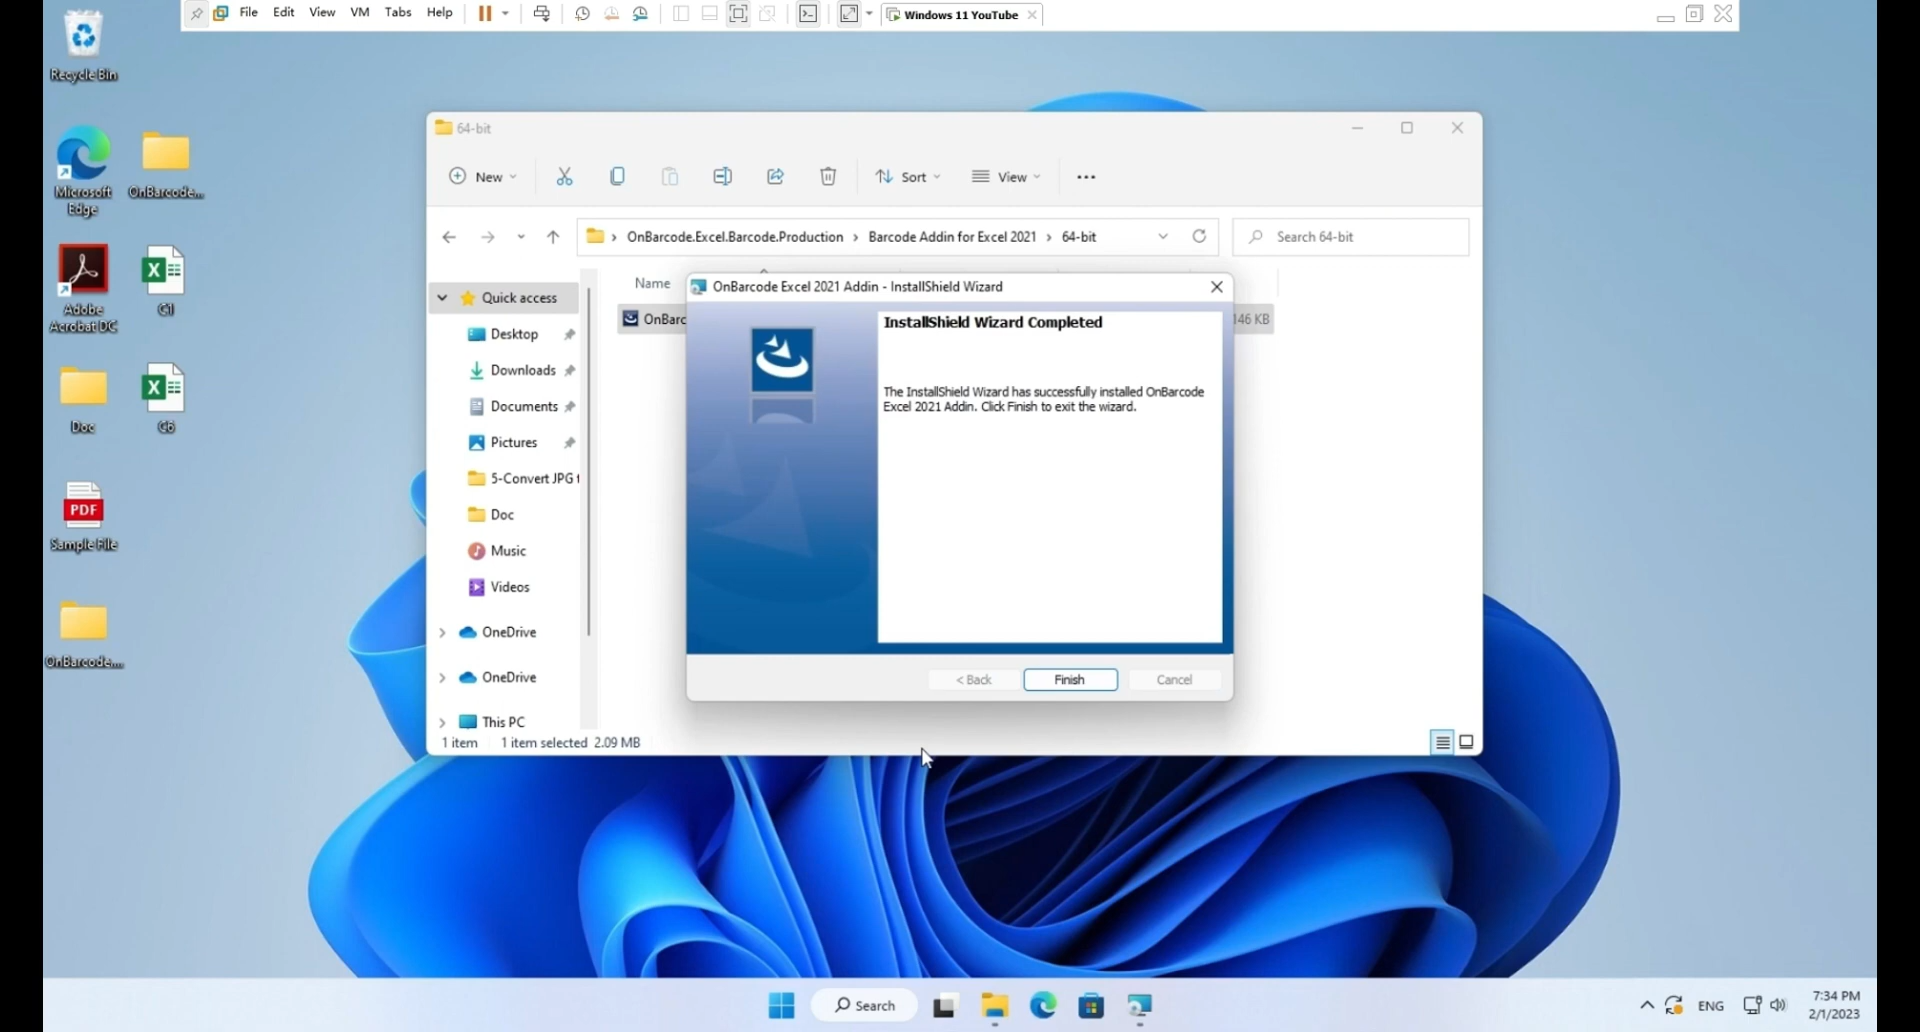 File Edit View VM Tabs Help
Windows 11 YouTube
Recycle Bin
Microsoft
Edge
OnBarcode...
Adobe
Acrobat DC
C1
Doc
C6
PDF
Sample File
OnBarcode....
64-bit
New
Sort
View
OnBarcode.Excel.Barcode.Production
Barcode Addin for Excel 2021
64-bit
Search 64-bit
Quick access
Desktop
Downloads
Documents
Pictures
5-Convert JPG
Doc
Music
Videos
OneDrive
OneDrive
This PC
1 item 1 item selected 2.09 MB
Name
OnBarc
146 KB
OnBarcode Excel 2021 Addin - InstallShield Wizard
InstallShield Wizard Completed
The InstallShield Wizard has successfully installed OnBarcode
Excel 2021 Addin. Click Finish to exit the wizard.
< Back Finish Cancel
Search
ENG
7:34 PM
2/1/2023